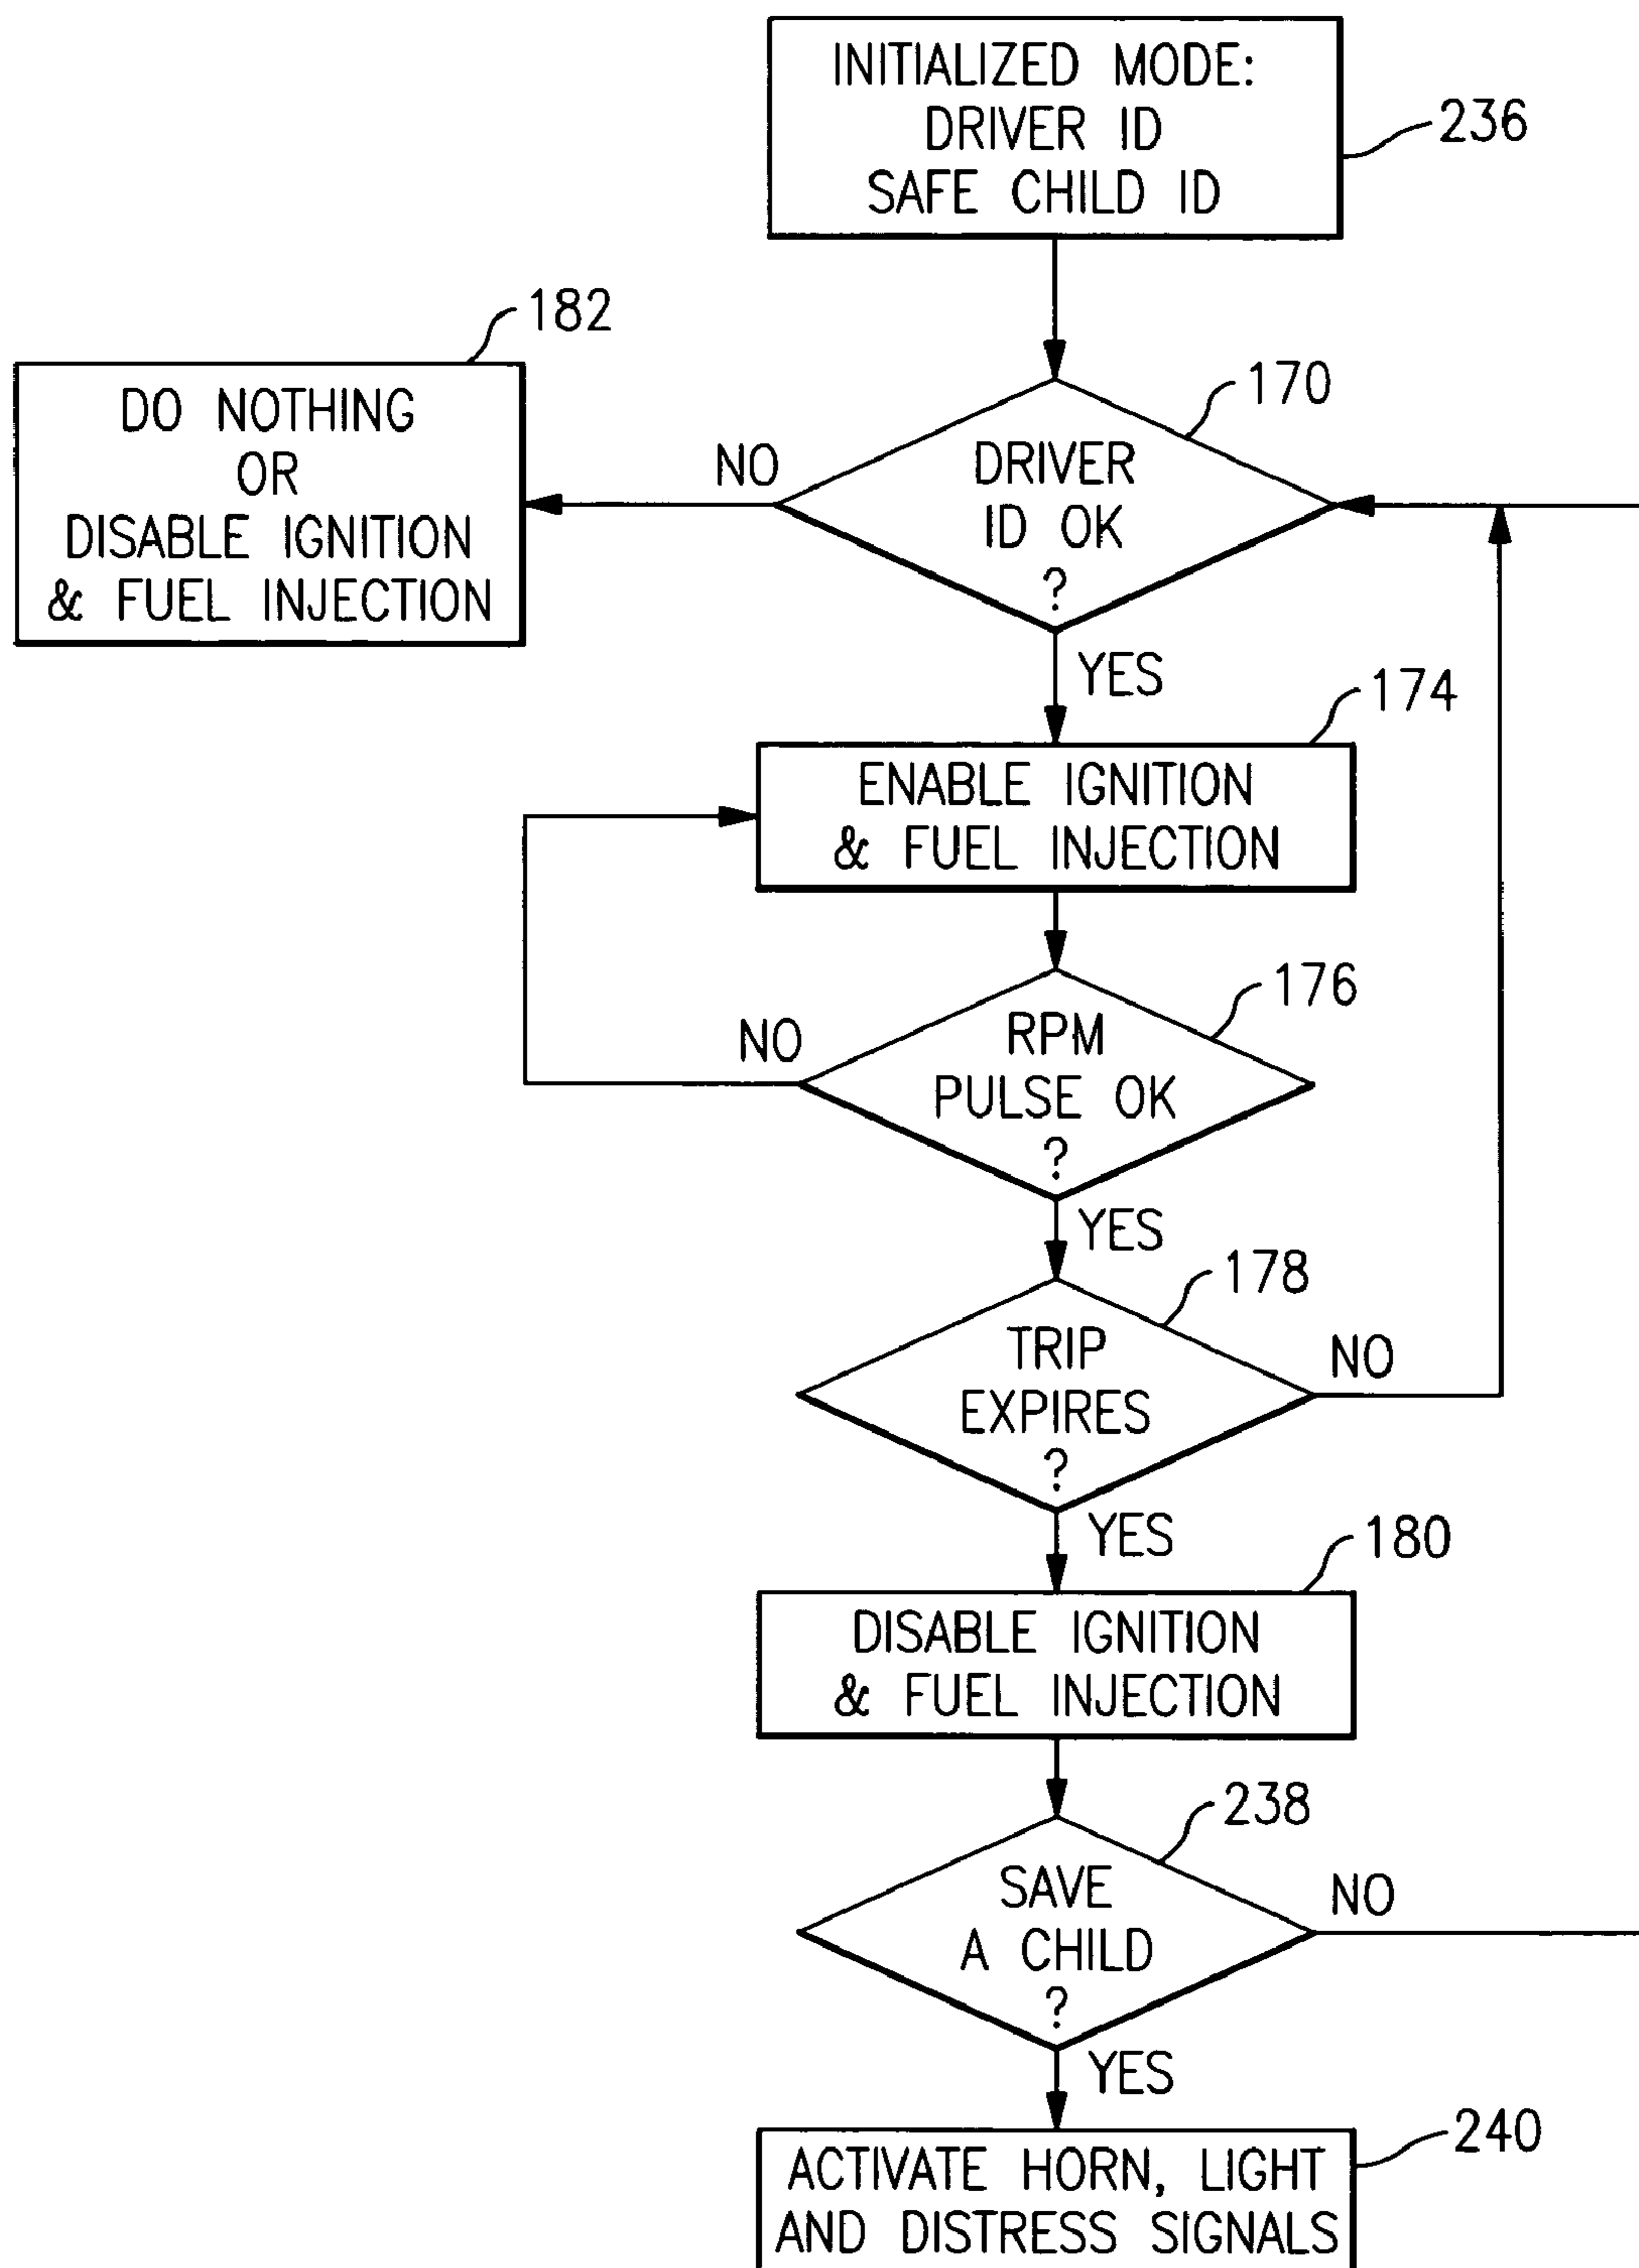 INITIALIZED MODE:
DRIVER ID
SAFE CHILD ID
236
182
DO NOTHING
OR
DISABLE IGNITION
& FUEL INJECTION
170
NO
DRIVER
ID OK
?
YES
174
ENABLE IGNITION
& FUEL INJECTION
176
NO
RPM
PULSE OK
?
YES
178
TRIP
EXPIRES
?
NO
YES
180
DISABLE IGNITION
& FUEL INJECTION
238
SAVE
A CHILD
?
NO
YES
240
ACTIVATE HORN, LIGHT
AND DISTRESS SIGNALS